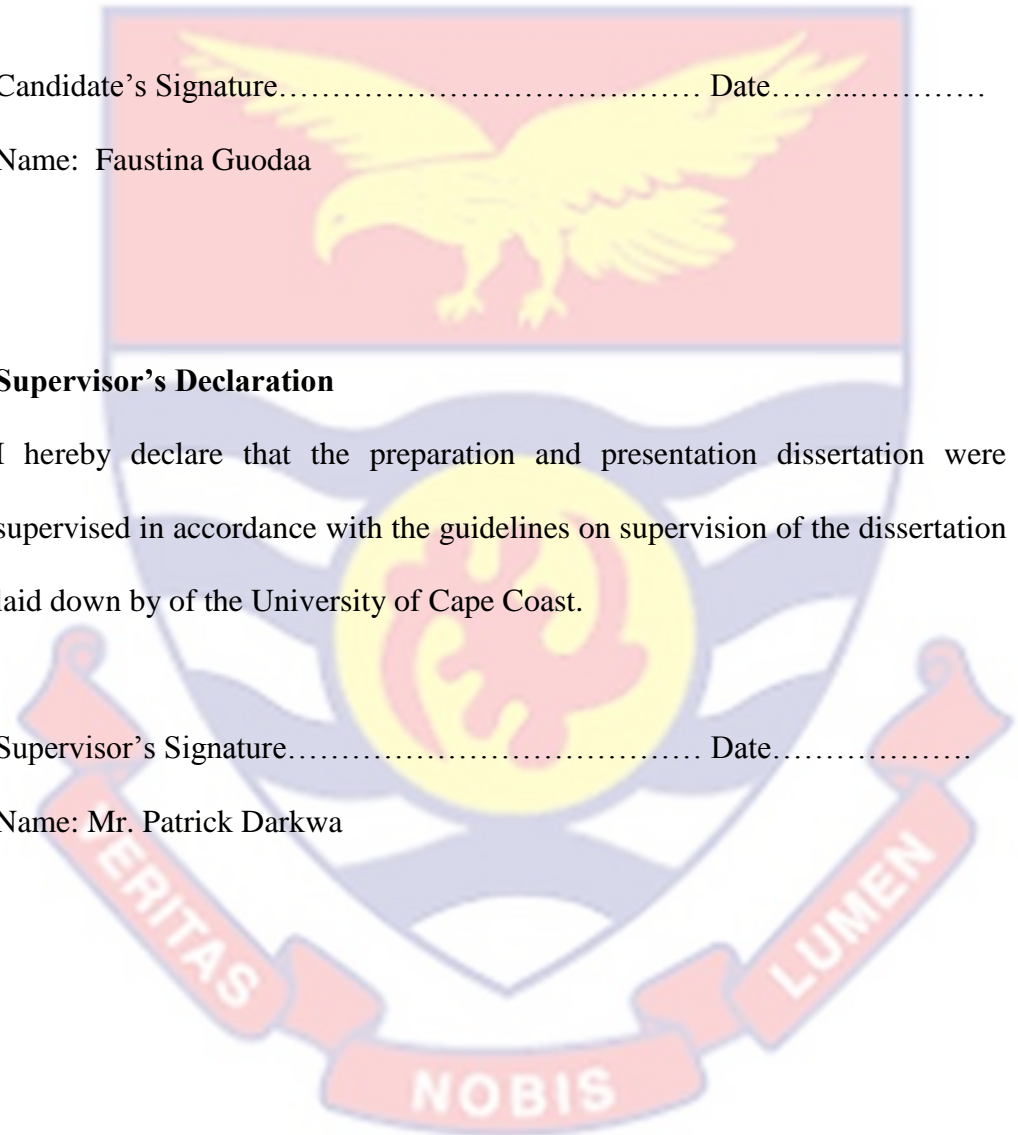 Candidate’s Signature……………………………….…… Date……...…………
Name: Faustina Guodaa
Supervisor’s Declaration
I hereby declare that the preparation and presentation dissertation were
supervised in accordance with the guidelines on supervision of the dissertation
laid down by of the University of Cape Coast.
Supervisor’s Signature………………………………… Date……………….
Name: Mr. Patrick Darkwa
VERITAS
NOBIS
LUMEN